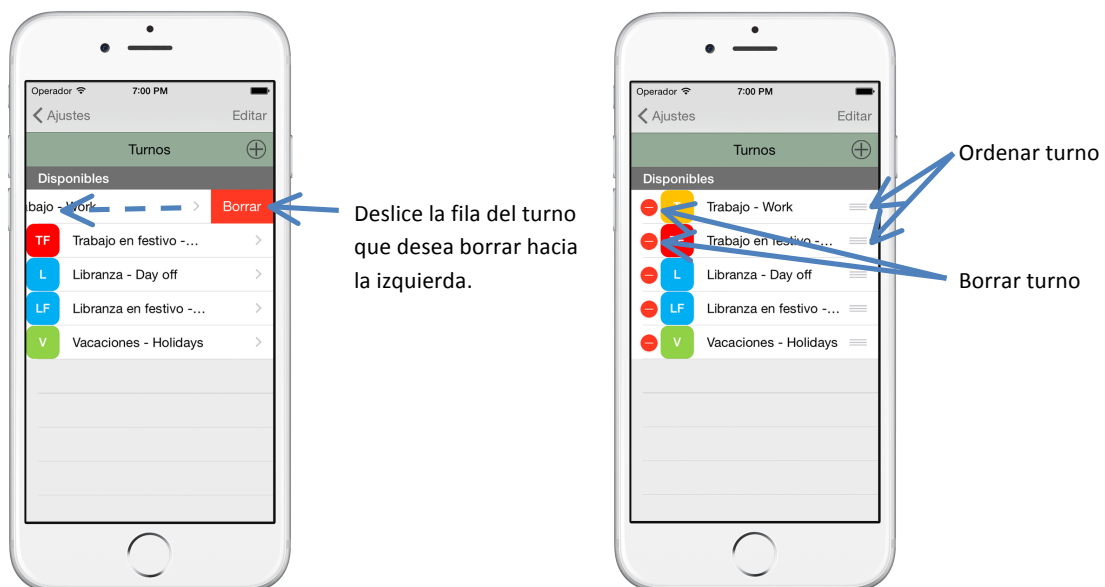 Operador 7:00 PM
Ajustes Editar
Turnos
Disponibles
abajo - Work Borrar
TF Trabajo en festivo -...
L Libranza - Day off
LF Libranza en festivo -...
V Vacaciones - Holidays
Deslice la fila del turno
que desea borrar hacia
la izquierda.
Operador 7:00 PM
Ajustes Editar
Turnos
Disponibles
T Trabajo - Work
TF Trabajo en festivo -...
L Libranza - Day off
LF Libranza en festivo -...
V Vacaciones - Holidays
Ordenar turno
Borrar turno